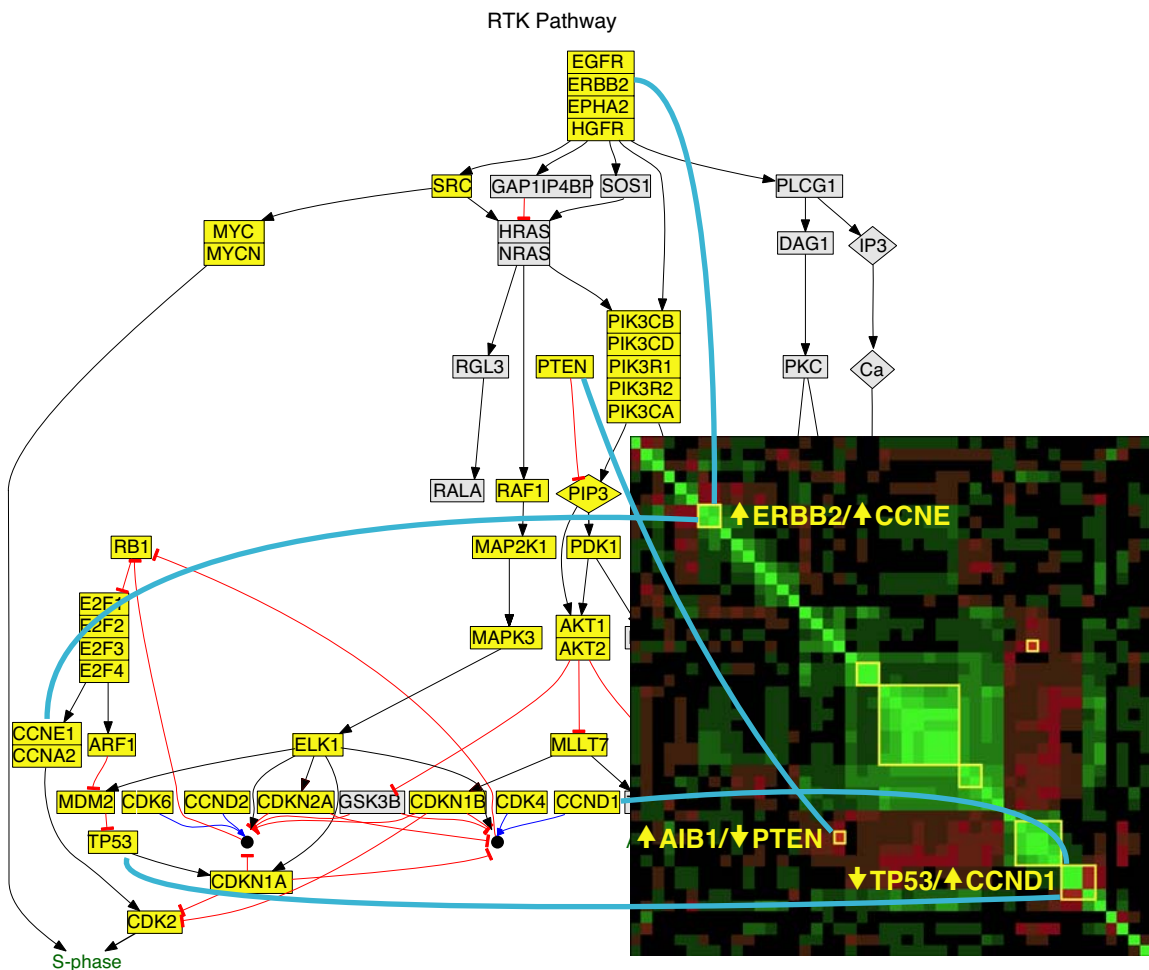 RTK Pathway
EGFR
ERBB2
EPHA2
HGFR
SRC
GAP1IP4BP
SOS1
PLCG1
MYC
MYCN
HRAS
NRAS
DAG1
IP3
PIK3CB
PIK3CD
PIK3R1
PIK3R2
PIK3CA
RGL3
PTEN
PKC
Ca
RALA
RAF1
PIP3
ERBB2/ CCNE
RB1
MAP2K1
PDK1
E2F1
E2F2
E2F3
E2F4
MAPK3
AKT1
AKT2
CCNE1
CCNA2
ARF1
ELK1
MLLT7
MDM2
CDK6
CCND2
CDKN2A
GSK3B
CDKN1B
CDK4
CCND1
TP53
/ AIB1/ PTEN
CDKN1A
TP53/ CCND1
CDK2
S-phase